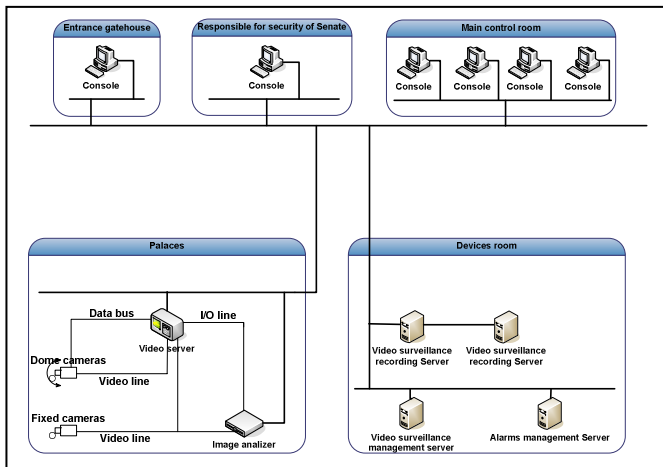 Entrance gatehouse
Responsible for security of Senate
Main control room
Console
Console
Console
Console
Console
Console
Palaces
Devices room
Data bus
I/O line
Video server
Dome cameras
Video line
Fixed cameras
Video line
Image analizer
Video surveillance
recording Server
Video surveillance
recording Server
Video surveillance
management server
Alarms management Server